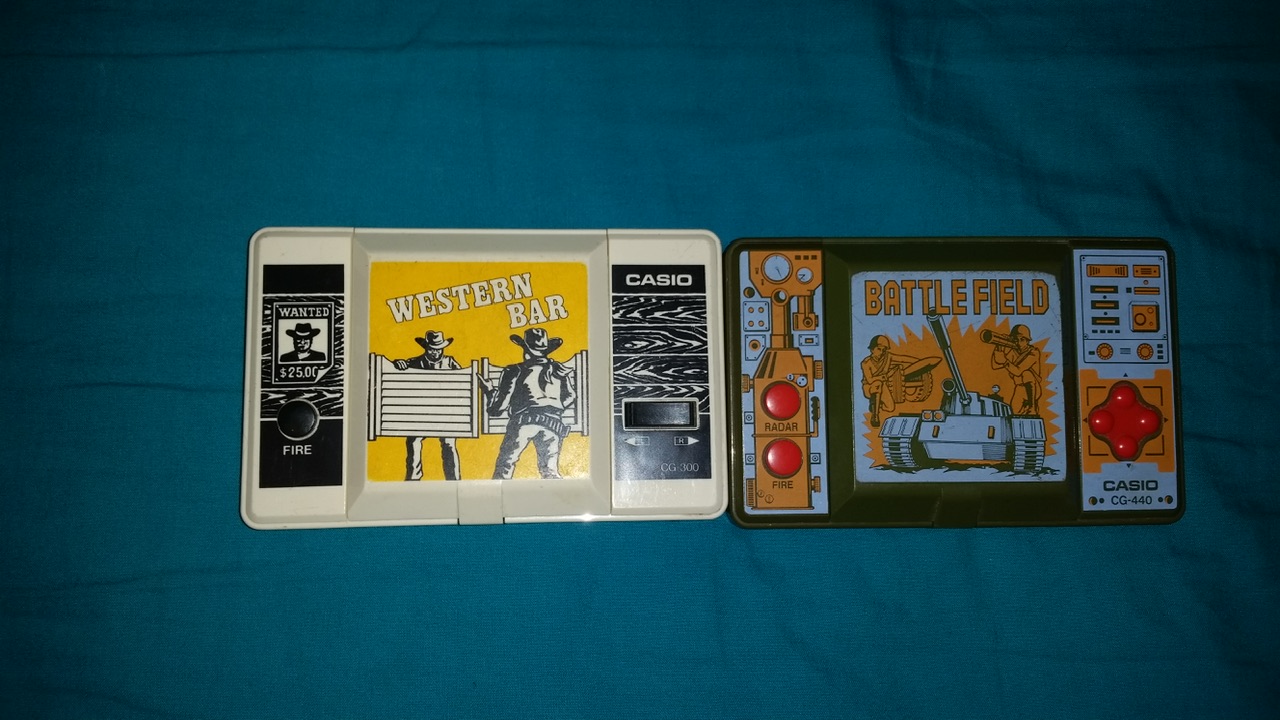 WANTED
$25.00
FIRE
WESTERN
BAR
CASIO
L R
CG-300
RADAR
FIRE
BATTLE FIELD
CASIO
CG-440